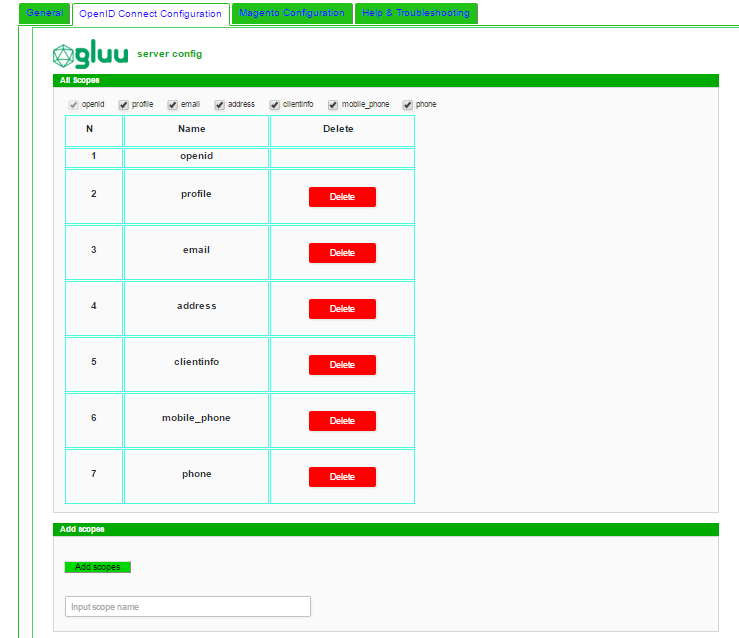 General OpenID Connect Configuration Magento Configuration Help & Troubleshooting
gluu server config
All Scopes
openid profile email address clientinfo mobile_phone phone
N Name Delete
1 openid
2 profile Delete
3 email Delete
4 address Delete
5 clientinfo Delete
6 mobile_phone Delete
7 phone Delete
Add scopes
Add scopes
Input scope name